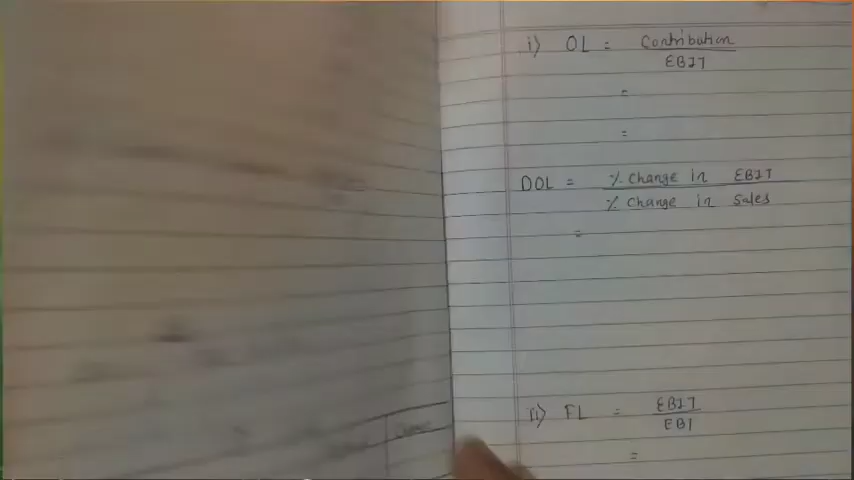 i) OL = Contribution / EBIT
=
=
DOL = % change in EBIT / % change in sales
=
ii) FL = EBIT / EBT
=